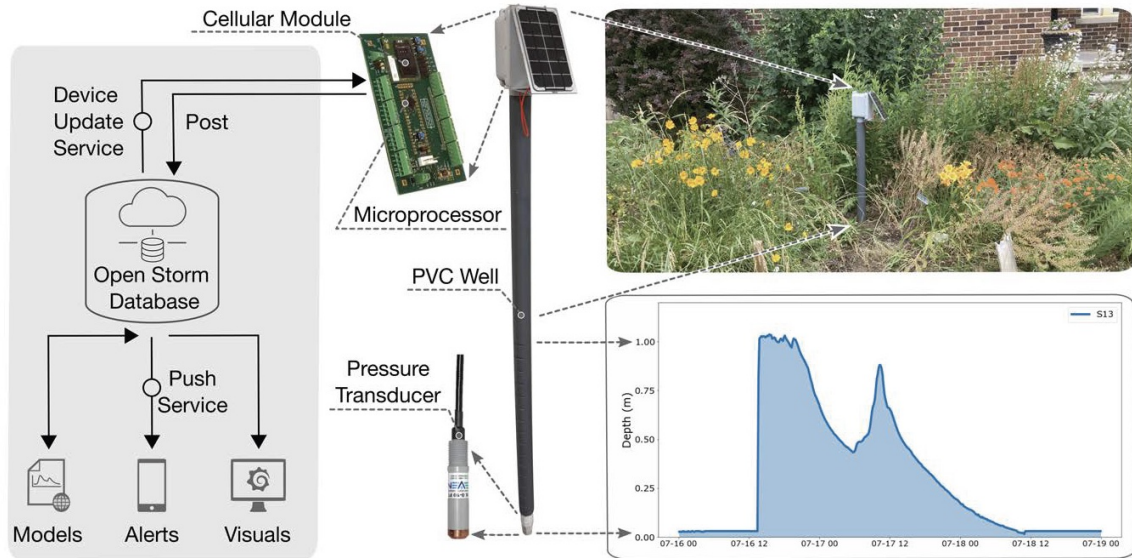 Cellular Module
Device
Update
Service
Post
Microprocessor
Open Storm
Database
PVC Well
Pressure
Transducer
Push
Service
Models
Alerts
Visuals
S13
1.00
0.75
0.50
0.25
0.00
Depth (m)
07-16 00
07-16 12
07-17 00
07-17 12
07-18 00
07-18 12
07-19 00